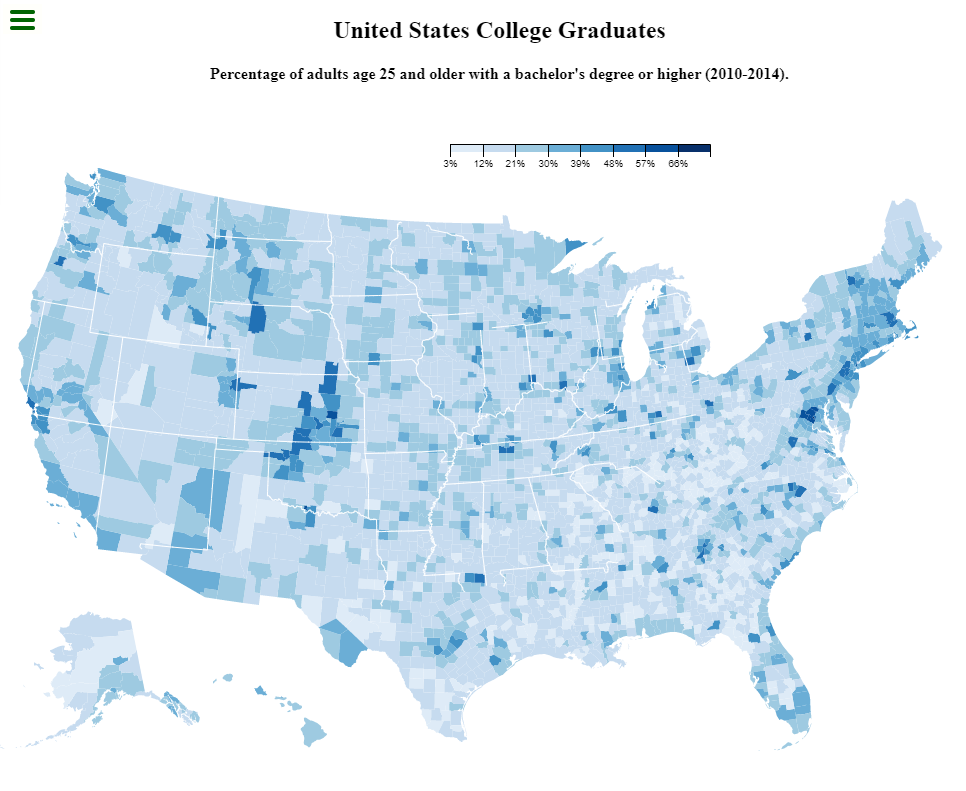 United States College Graduates
Percentage of adults age 25 and older with a bachelor's degree or higher (2010-2014).
3% 12% 21% 30% 39% 48% 57% 66%